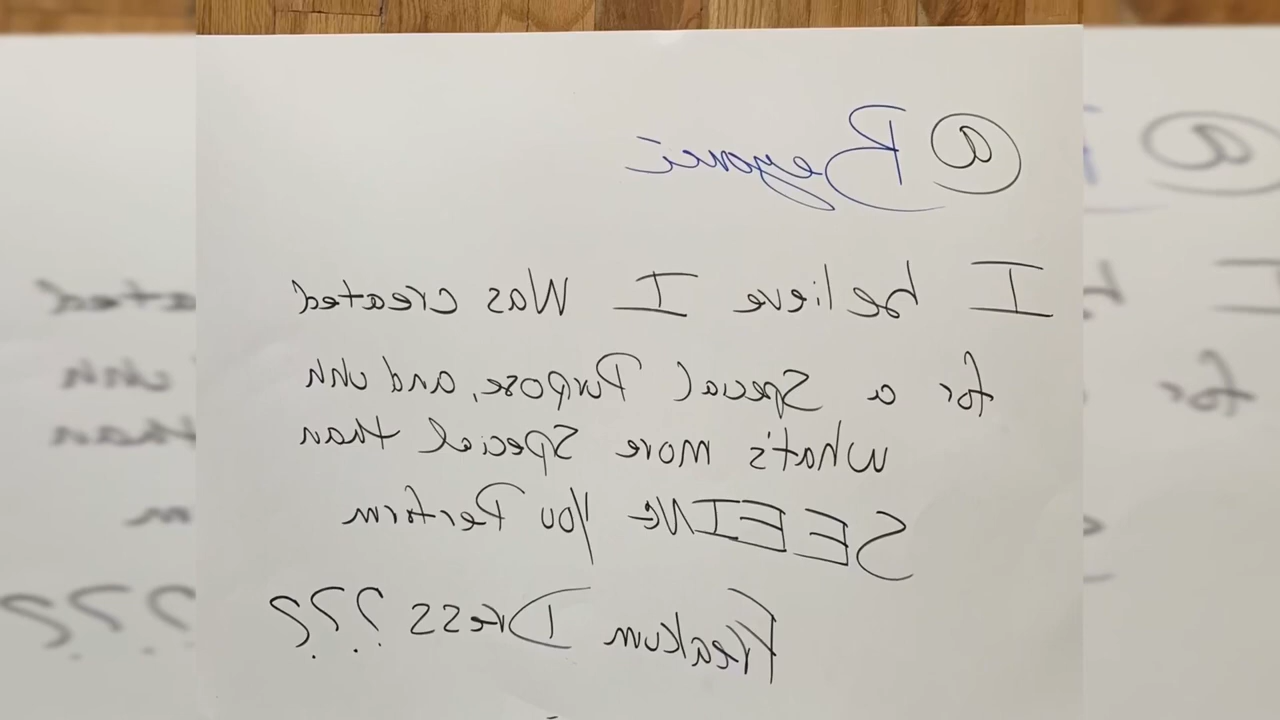 @Beyoncé
I believe I was created
for a Special Purpose, and uhh
What's more Special than
SEEING You Perform
Freakum Dress ???